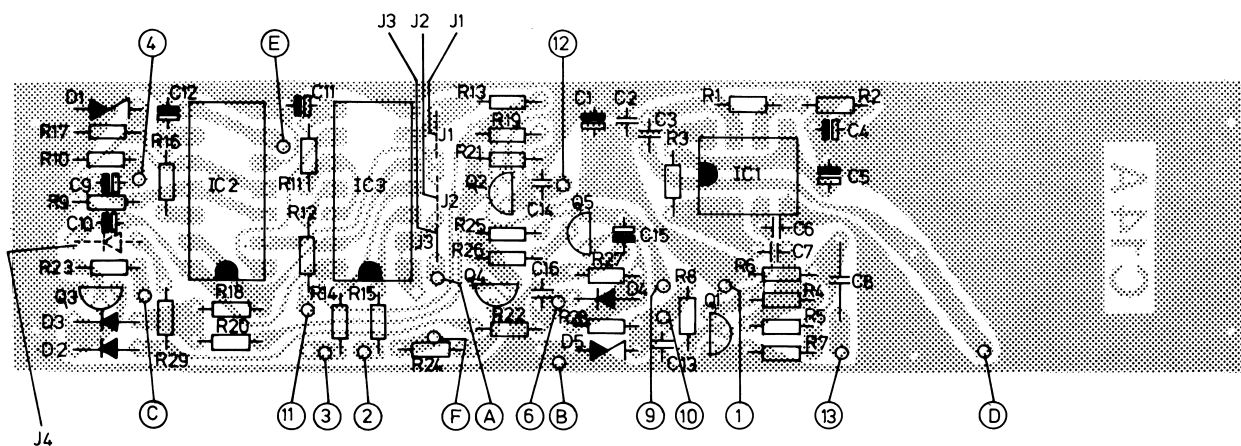 J3 J2 J1
4 E 12
D1 C12 C11 R13 C1 C2 R1 R2
R17 R16 J1 R19 C3 C4
R10 R21 R3
C9 IC2 R11 IC3 Q2 IC1 C5
R9 R12 J2 C14 Q5
C10 J3 R25 C15 C6
R23 R26 R27 C7
Q3 R18 R14 R15 Q4 C16 D4 R8 Q1 R6 C8
D3 R20 R22 R28 R4
D2 R29 R24 D5 C13 R5
R7
C 11 3 2 F A 6 B 9 10 1 13 D
J4